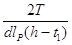 2T
dl_P(h − t_1)